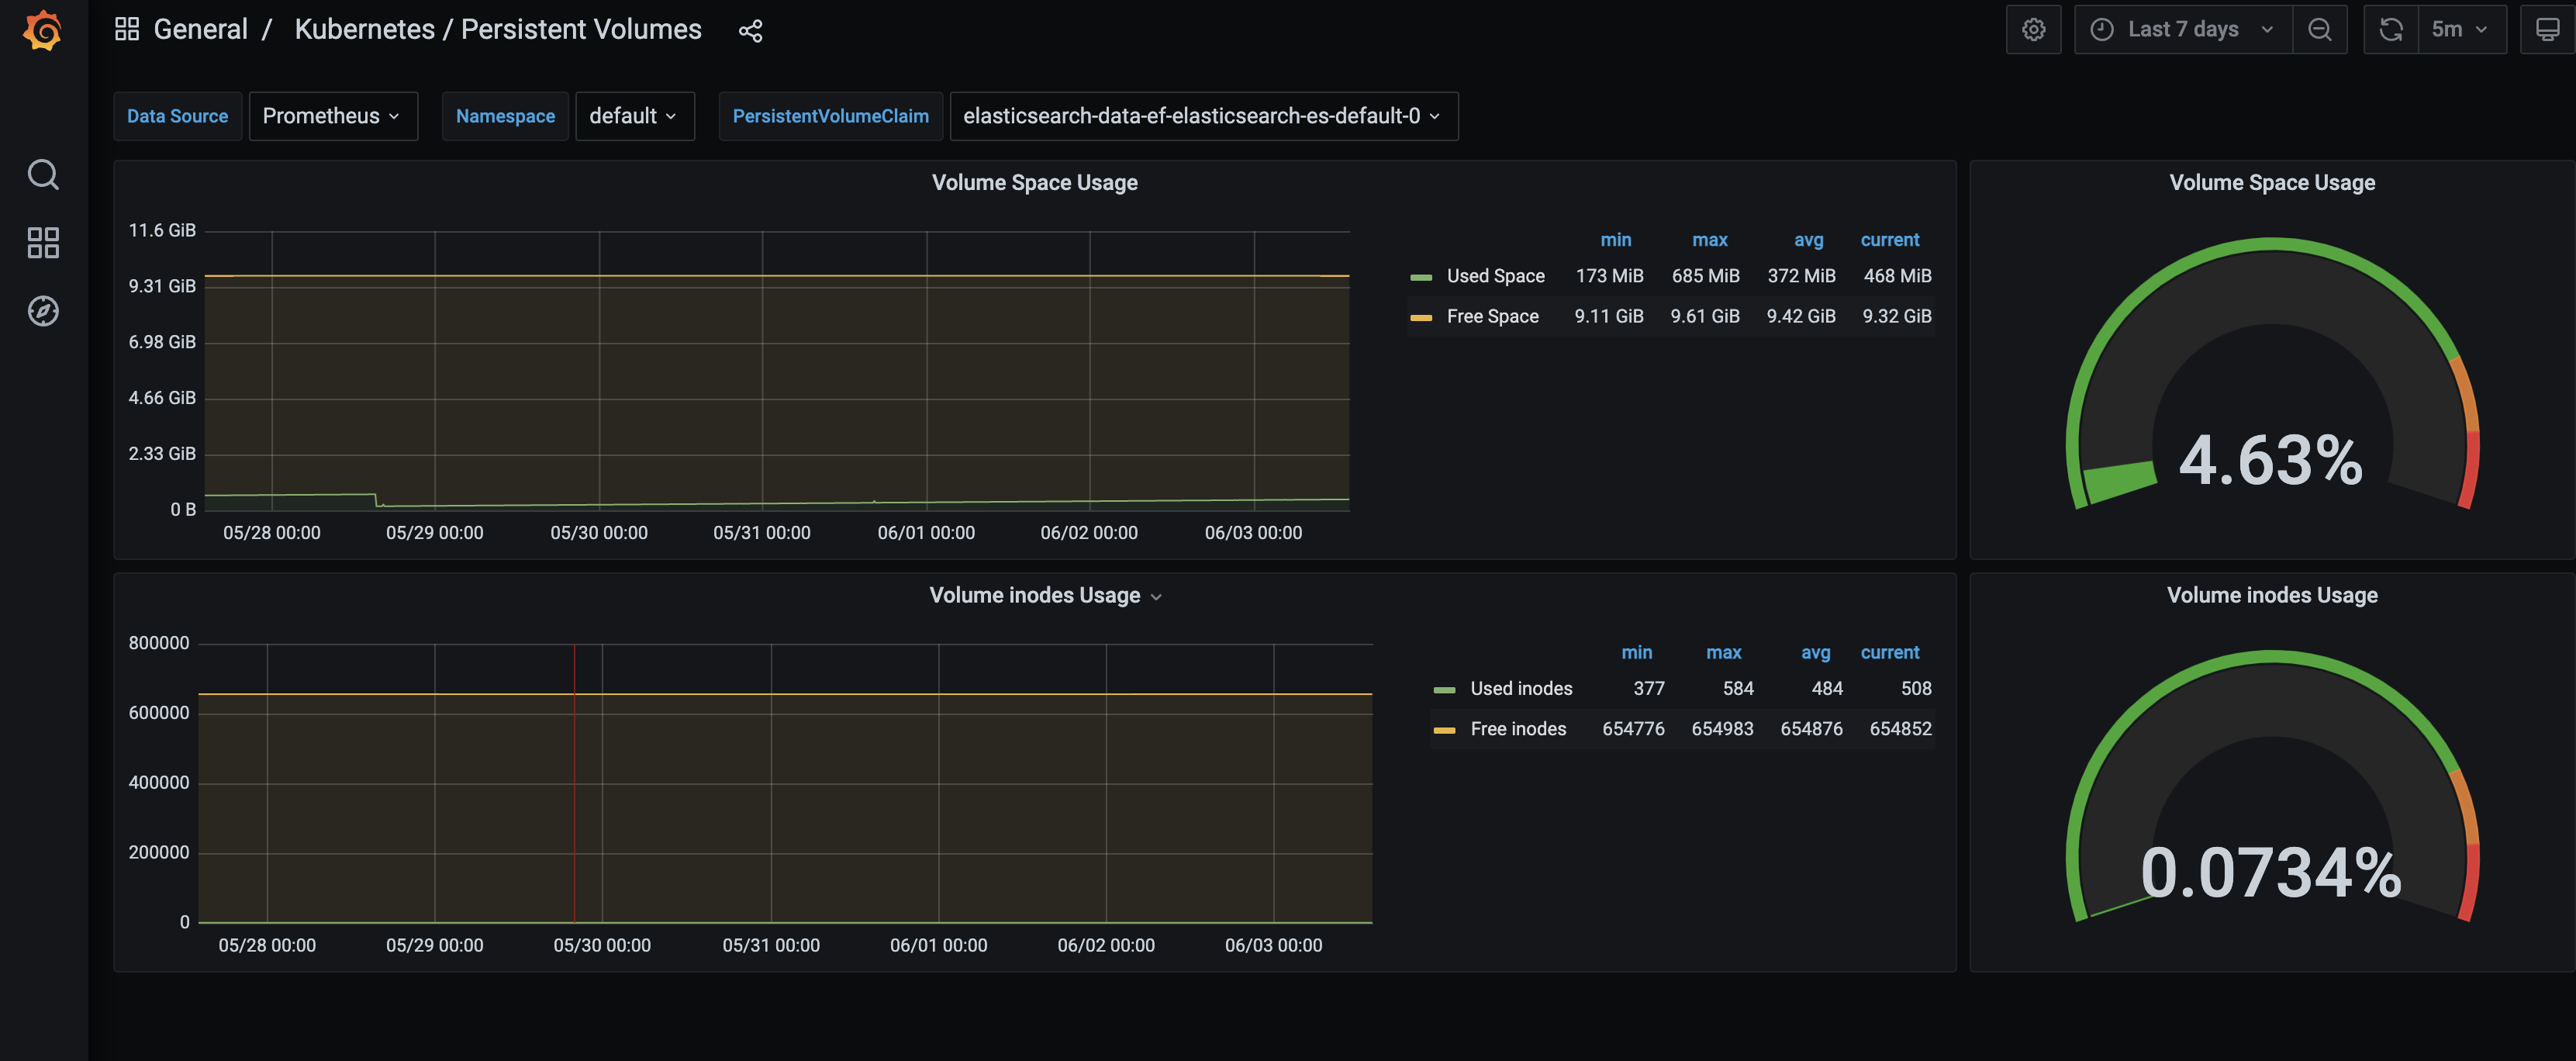 General / Kubernetes / Persistent Volumes
Last 7 days
5m
Data Source Prometheus Namespace default PersistentVolumeClaim elasticsearch-data-ef-elasticsearch-es-default-0
Volume Space Usage
11.6 GiB
9.31 GiB
6.98 GiB
4.66 GiB
2.33 GiB
0 B
05/28 00:00 05/29 00:00 05/30 00:00 05/31 00:00 06/01 00:00 06/02 00:00 06/03 00:00
min max avg current
Used Space 173 MiB 685 MiB 372 MiB 468 MiB
Free Space 9.11 GiB 9.61 GiB 9.42 GiB 9.32 GiB
Volume Space Usage
4.63%
Volume inodes Usage
800000
600000
400000
200000
0
05/28 00:00 05/29 00:00 05/30 00:00 05/31 00:00 06/01 00:00 06/02 00:00 06/03 00:00
min max avg current
Used inodes 377 584 484 508
Free inodes 654776 654983 654876 654852
Volume inodes Usage
0.0734%